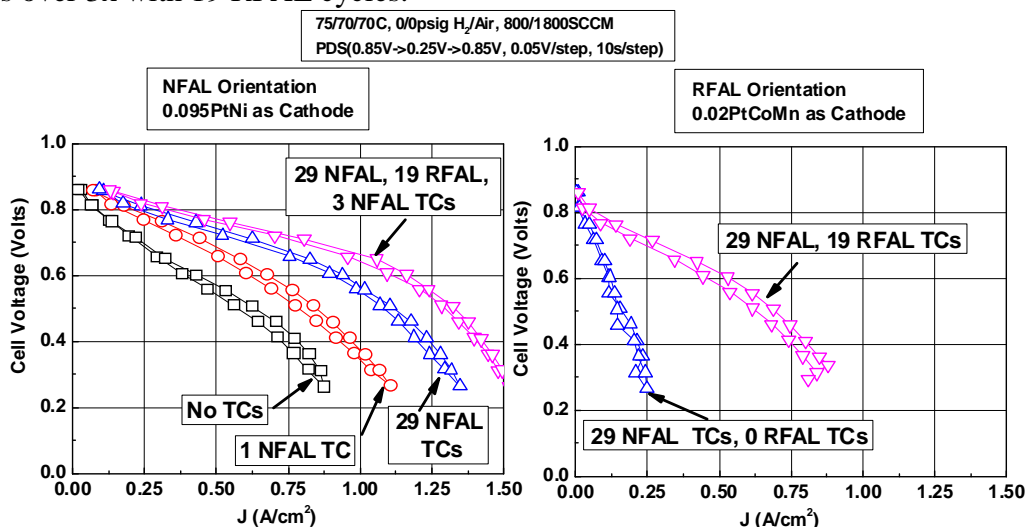 s over 3x with 19 RFAL cycles.
75/70/70C, 0/0psig H2/Air, 800/1800SCCM
PDS(0.85V->0.25V->0.85V, 0.05V/step, 10s/step)
NFAL Orientation
0.095PtNi as Cathode
RFAL Orientation
0.02PtCoMn as Cathode
1.0
0.8
0.6
0.4
0.2
0.0
Cell Voltage (Volts)
29 NFAL, 19 RFAL,
3 NFAL TCs
No TCs
1 NFAL TC
29 NFAL
TCs
0.00 0.25 0.50 0.75 1.00 1.25 1.50
J (A/cm2)
1.0
0.8
0.6
0.4
0.2
0.0
Cell Voltage (Volts)
29 NFAL, 19 RFAL TCs
29 NFAL TCs, 0 RFAL TCs
0.00 0.25 0.50 0.75 1.00 1.25 1.50
J (A/cm2)